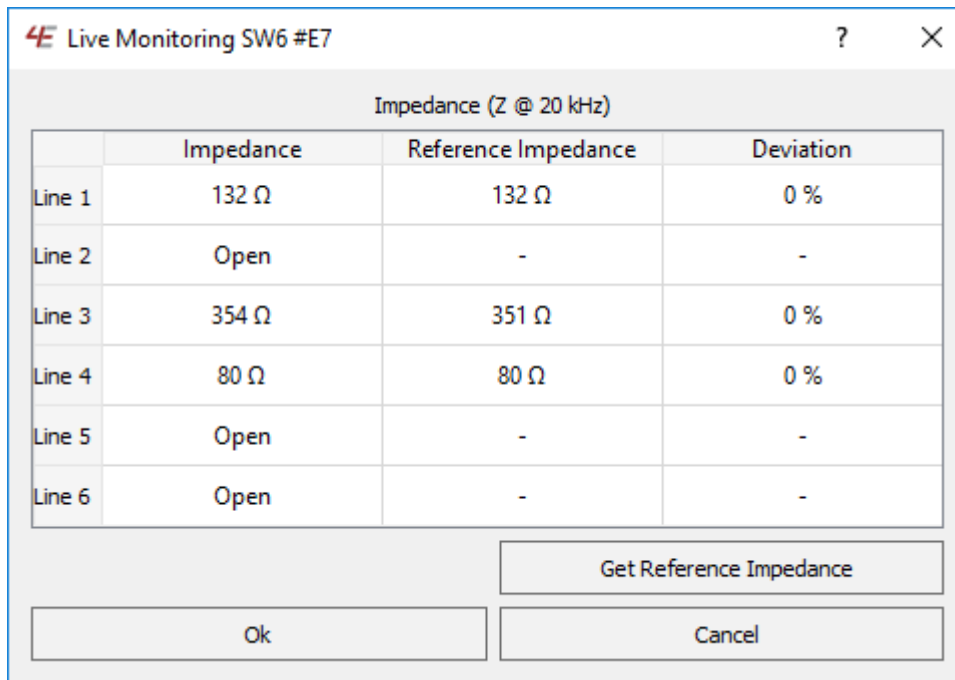 4E Live Monitoring SW6 #E7 ?
Impedance (Z @ 20 kHz)
Impedance Reference Impedance Deviation
Line 1 132 Ω 132 Ω 0 %
Line 2 Open - -
Line 3 354 Ω 351 Ω 0 %
Line 4 80 Ω 80 Ω 0 %
Line 5 Open - -
Line 6 Open - -
Get Reference Impedance
Ok Cancel